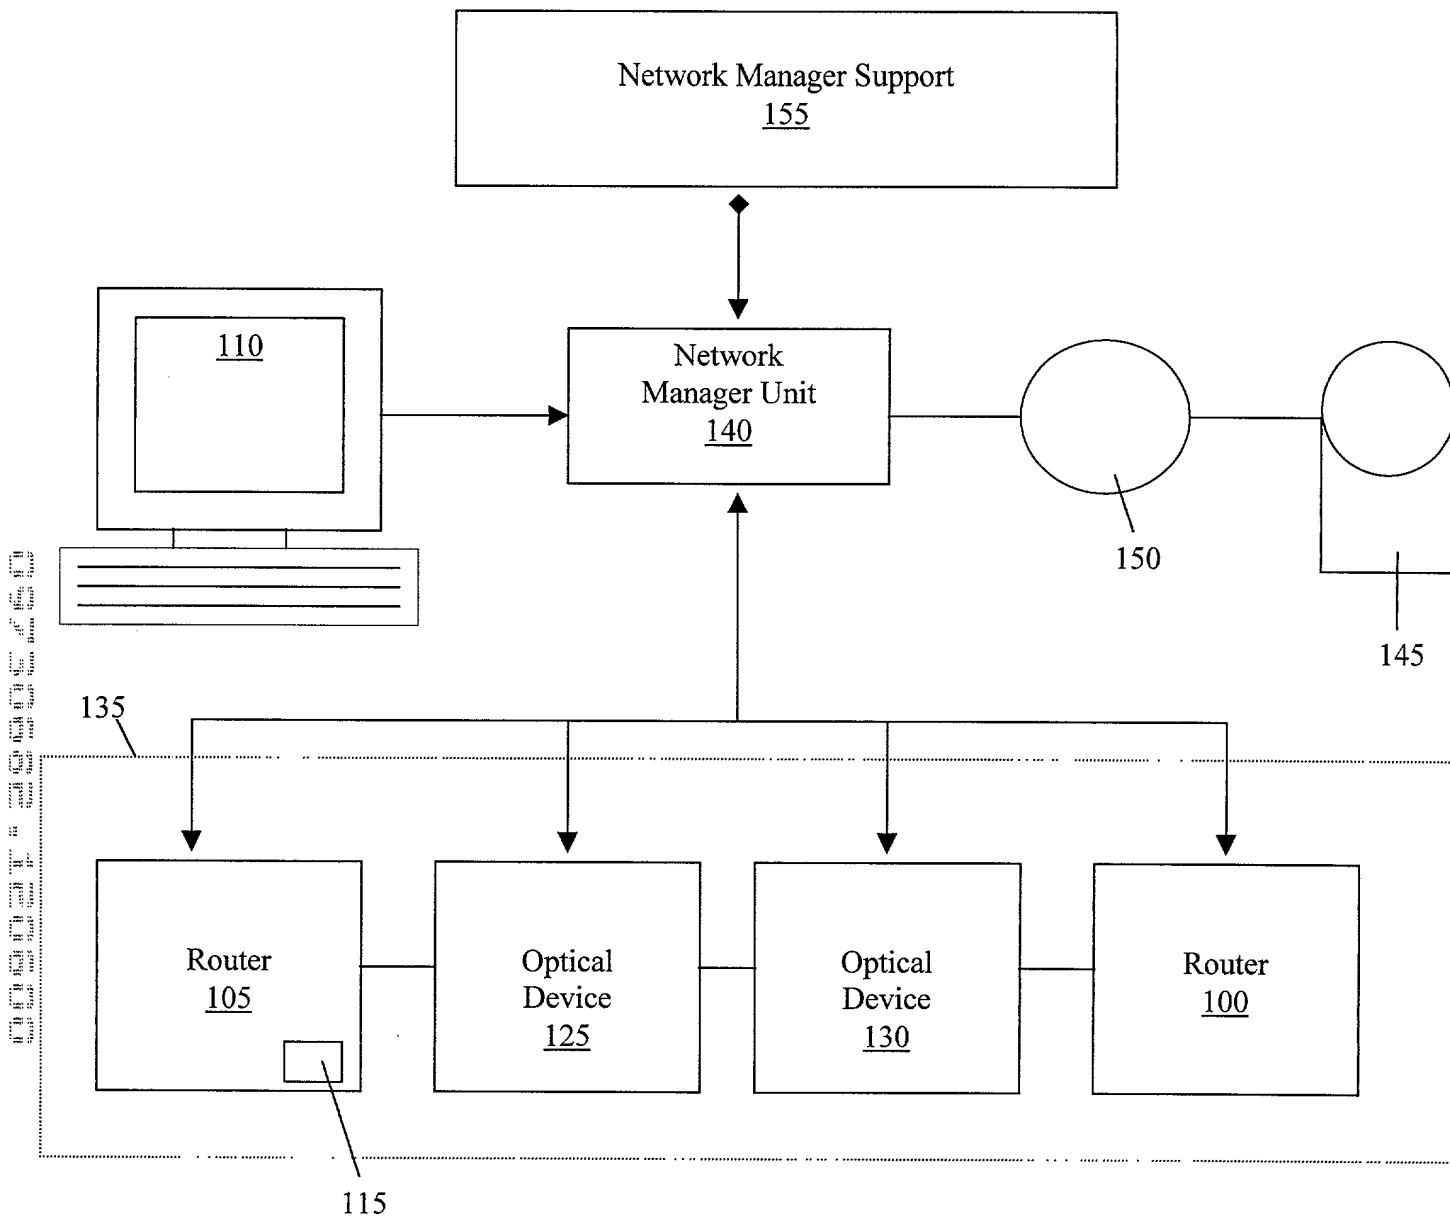 Network Manager Support
155
110
Network
Manager Unit
140
150
145
135
Router
105
Optical
Device
125
Optical
Device
130
Router
100
115